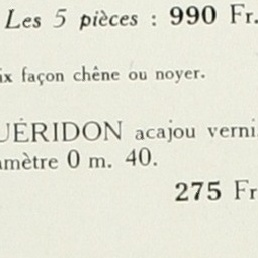 Les 5 pièces : 990 Fr.
ix façon chêne ou noyer.
UÉRIDON acajou verni
amètre 0 m. 40.
275 Fr